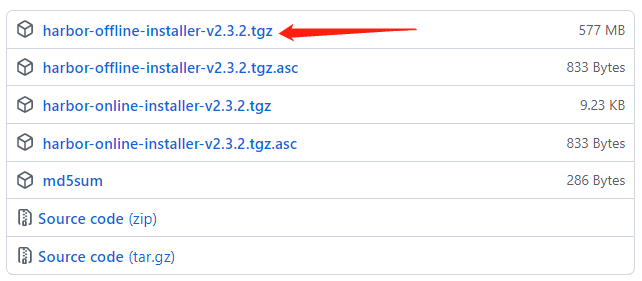 harbor-offline-installer-v2.3.2.tgz 577 MB
harbor-offline-installer-v2.3.2.tgz.asc 833 Bytes
harbor-online-installer-v2.3.2.tgz 9.23 KB
harbor-online-installer-v2.3.2.tgz.asc 833 Bytes
md5sum 286 Bytes
Source code (zip)
Source code (tar.gz)